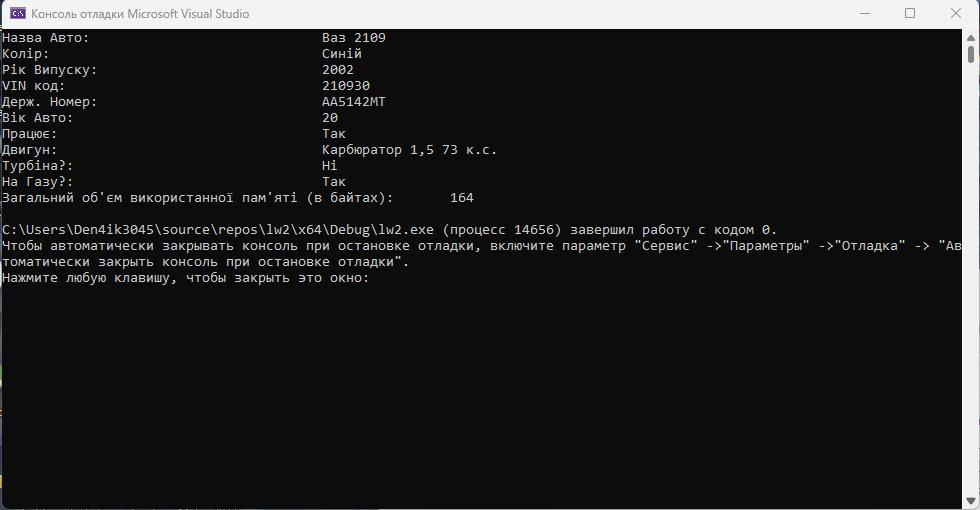 Консоль отладки Microsoft Visual Studio
Назва Авто: Ваз 2109
Колір: Синій
Рік Випуску: 2002
VIN код: 210930
Держ. Номер: АА5142МТ
Вік Авто: 20
Працює: Так
Двигун: Карбюратор 1,5 73 к.с.
Турбіна?: Ні
На Газу?: Так
Загальний об'єм використанної пам'яті (в байтах): 164
C:\Users\Den4ik3045\source\repos\lw2\x64\Debug\lw2.exe (процесс 14656) завершил работу с кодом 0.
Чтобы автоматически закрывать консоль при остановке отладки, включите параметр "Сервис" ->"Параметры" ->"Отладка" -> "Ав
томатически закрыть консоль при остановке отладки".
Нажмите любую клавишу, чтобы закрыть это окно: